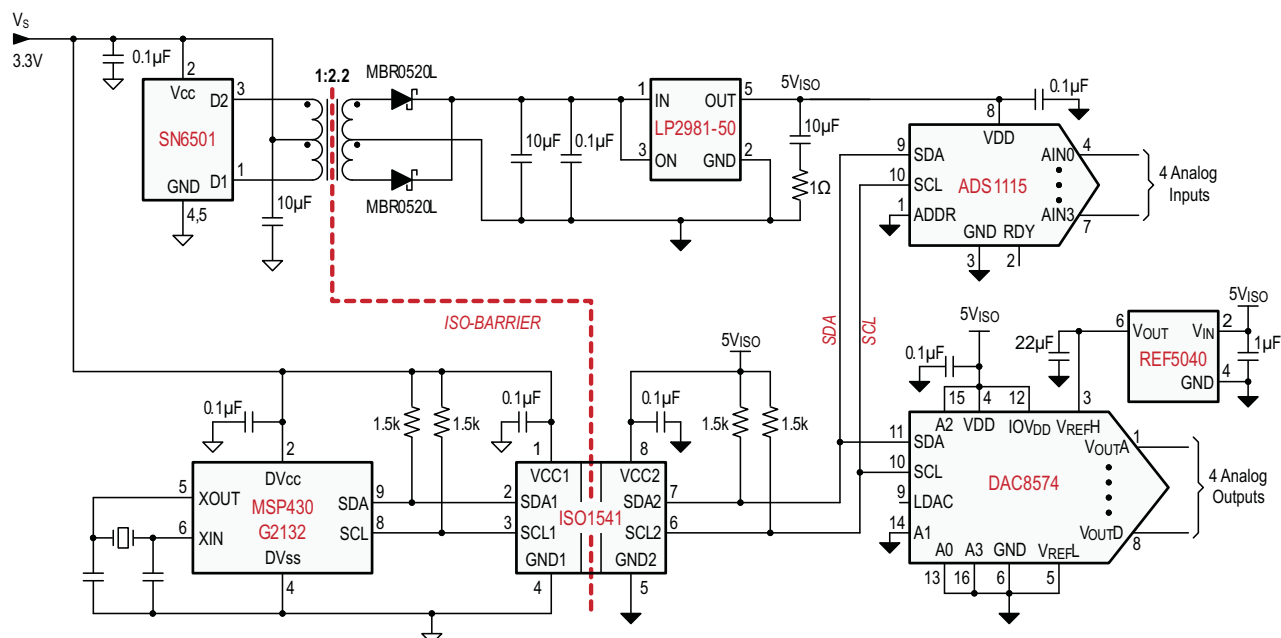 VS
3.3V
0.1µF
2
Vcc
3
D2
SN6501
D1
1
GND
4,5
10µF
1:2.2
MBR0520L
MBR0520L
10µF
0.1µF
1
IN
OUT
5
LP2981-50
3
ON
GND
2
5VISO
10µF
1Ω
0.1µF
8
VDD
9
SDA
AIN0
4
10
SCL
ADS1115
4 Analog
Inputs
1
ADDR
AIN3
7
GND
RDY
3
2
ISO-BARRIER
SDA
SCL
5VISO
0.1µF
22µF
6
VOUT
VIN
2
5VISO
REF5040
1µF
GND
4
0.1µF
2
DVcc
5
XOUT
MSP430
G2132
SDA
9
6
XIN
SCL
8
DVss
4
1.5k
1.5k
0.1µF
1
VCC1
2
SDA1
3
SCL1
GND1
4
ISO1541
5VISO
0.1µF
8
VCC2
SDA2
7
SCL2
6
GND2
5
1.5k
1.5k
15
4
12
3
A2
VDD
IOVDD
VREFH
11
SDA
VOUTA
1
10
SCL
DAC8574
9
LDAC
4 Analog
Outputs
14
A1
VOUTD
8
A0
A3
GND
VREFL
13
16
6
5